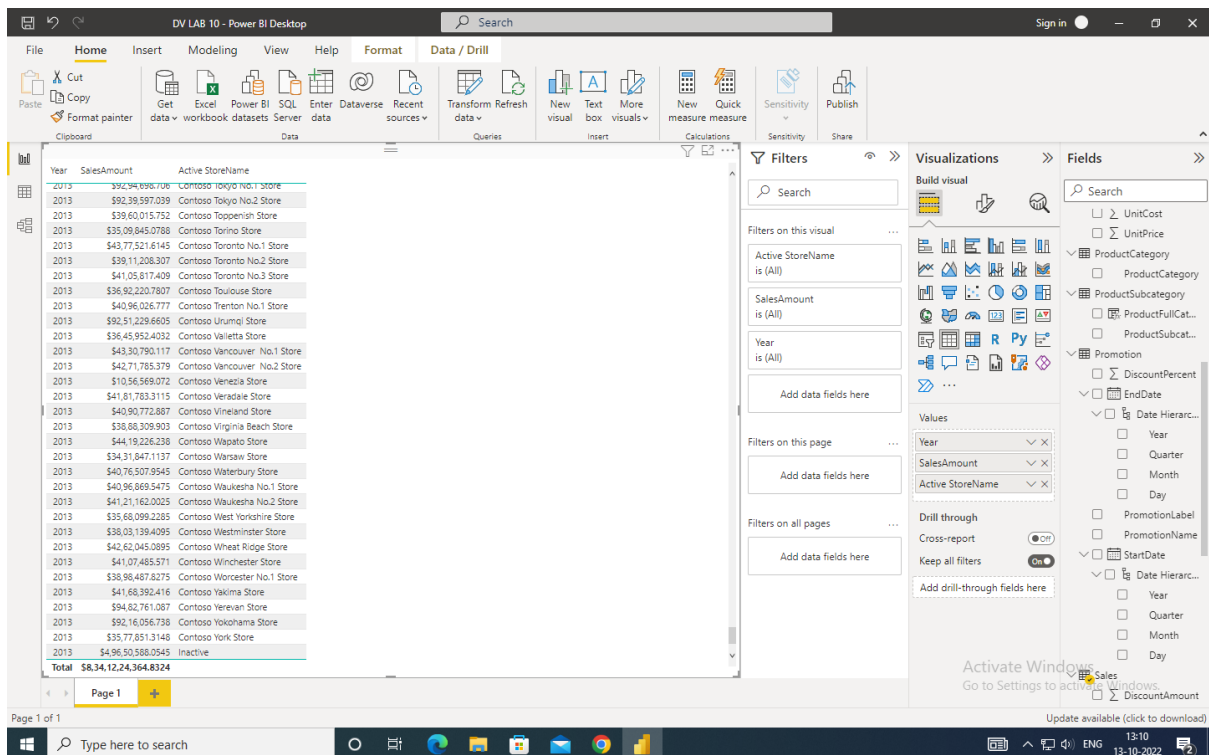 DV LAB 10 - Power BI Desktop
Search
Sign in
File Home Insert Modeling View Help Format Data / Drill
Paste
Cut
Copy
Format painter
Get data
Excel workbook
Power BI datasets
SQL Server
Enter data
Dataverse
Recent sources
Transform data
Refresh
New visual
Text box
More visuals
New measure
Quick measure
Sensitivity
Publish
Clipboard
Data
Queries
Insert
Calculations
Sensitivity
Share
Year SalesAmount Active StoreName
2013 $92,94,698.706 Contoso Tokyo No.1 Store
2013 $92,39,597.039 Contoso Tokyo No.2 Store
2013 $39,60,015.752 Contoso Toppenish Store
2013 $35,09,845.0788 Contoso Torino Store
2013 $43,77,521.6145 Contoso Toronto No.1 Store
2013 $39,11,208.307 Contoso Toronto No.2 Store
2013 $41,05,817.409 Contoso Toronto No.3 Store
2013 $36,92,220.7807 Contoso Toulouse Store
2013 $40,96,026.777 Contoso Trenton No.1 Store
2013 $92,51,229.6605 Contoso Urumqi Store
2013 $36,45,952.4032 Contoso Valletta Store
2013 $43,30,790.117 Contoso Vancouver No.1 Store
2013 $42,71,785.379 Contoso Vancouver No.2 Store
2013 $10,56,569.072 Contoso Venezia Store
2013 $41,81,783.3115 Contoso Veradale Store
2013 $40,90,772.887 Contoso Vineland Store
2013 $38,88,309.903 Contoso Virginia Beach Store
2013 $44,19,226.238 Contoso Wapato Store
2013 $34,31,847.1137 Contoso Warsaw Store
2013 $40,76,507.9545 Contoso Waterbury Store
2013 $40,96,869.5475 Contoso Waukesha No.1 Store
2013 $41,21,162.0025 Contoso Waukesha No.2 Store
2013 $35,68,099.2285 Contoso West Yorkshire Store
2013 $38,03,139.4095 Contoso Westminster Store
2013 $42,62,045.0895 Contoso Wheat Ridge Store
2013 $41,07,485.571 Contoso Winchester Store
2013 $38,98,487.8275 Contoso Worcester No.1 Store
2013 $41,68,392.416 Contoso Yakima Store
2013 $94,82,761.087 Contoso Yerevan Store
2013 $92,16,056.738 Contoso Yokohama Store
2013 $35,77,851.3148 Contoso York Store
2013 $4,96,50,588.0545 Inactive
Total $8,34,12,24,364.8324
Filters
Search
Filters on this visual
Active StoreName
is (All)
SalesAmount
is (All)
Year
is (All)
Add data fields here
Filters on this page
Add data fields here
Filters on all pages
Add data fields here
Visualizations
Build visual
123
R Py
Values
Year
SalesAmount
Active StoreName
Drill through
Cross-report Off
Keep all filters On
Add drill-through fields here
Fields
Search
UnitCost
UnitPrice
ProductCategory
ProductCategory
ProductSubcategory
ProductFullCat...
ProductSubcat...
Promotion
DiscountPercent
EndDate
Date Hierarc...
Year
Quarter
Month
Day
PromotionLabel
PromotionName
StartDate
Date Hierarc...
Year
Quarter
Month
Day
Sales
DiscountAmount
Activate Windows
Go to Settings to activate Windows.
Page 1
Page 1 of 1
Update available (click to download)
Type here to search
ENG
13:10
13-10-2022
2